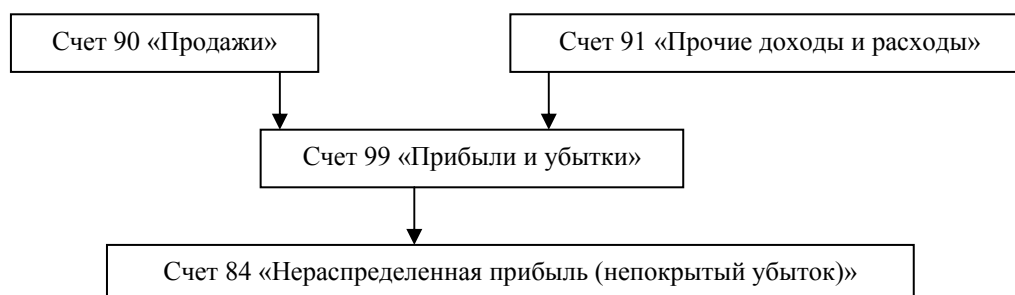 Счет 90 «Продажи»
Счет 91 «Прочие доходы и расходы»
Счет 99 «Прибыли и убытки»
Счет 84 «Нераспределенная прибыль (непокрытый убыток)»